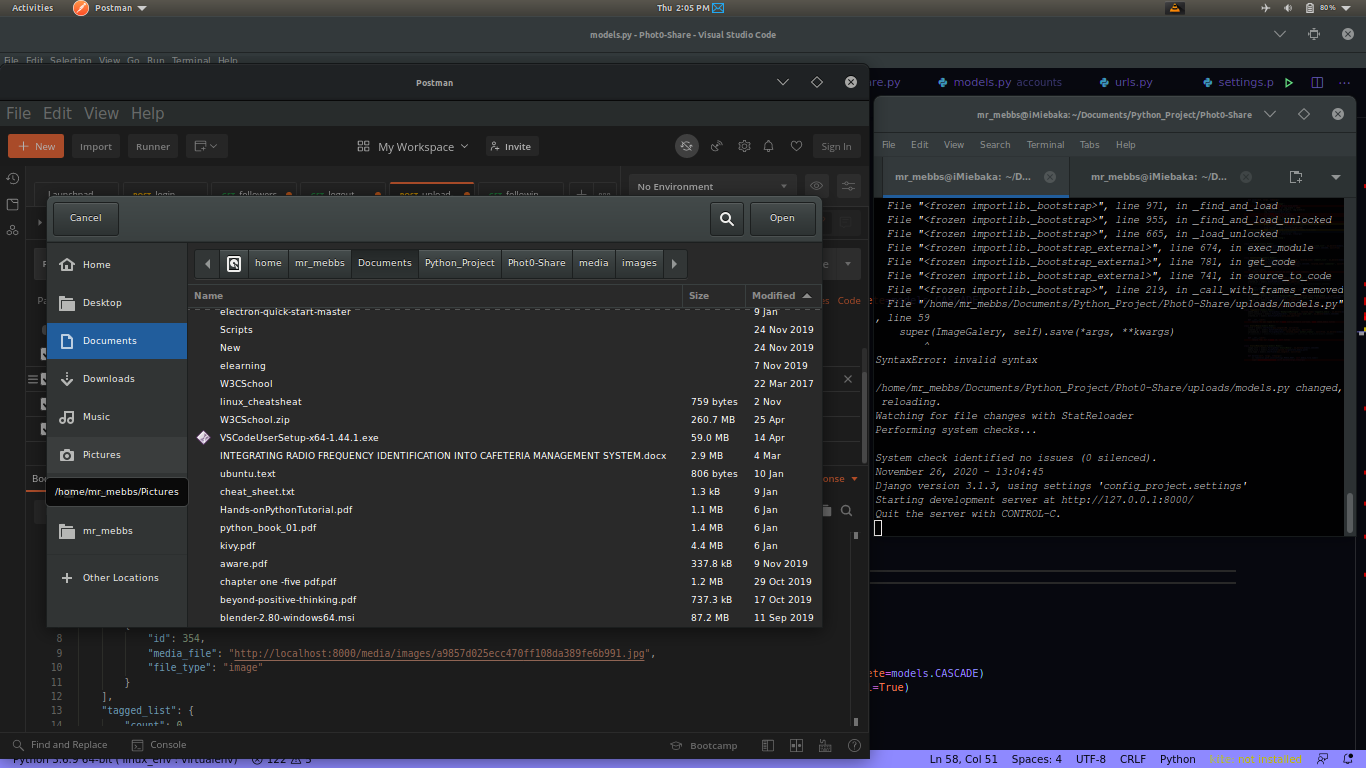 Activities
Postman
Thu 2:05 PM
80%
models.py - Phot0-Share - Visual Studio Code
File Edit Selection View Go Run Terminal Help
Postman
File Edit View Help
New
Import
Runner
My Workspace
Invite
Sign In
No Environment
Cancel
Open
Home
Desktop
Documents
Downloads
Music
Pictures
/home/mr_mebbs/Pictures
mr_mebbs
Other Locations
home
mr_mebbs
Documents
Python_Project
Phot0-Share
media
images
Name Size Modified
electron-quick-start-master 9 Jan
Scripts 24 Nov 2019
New 24 Nov 2019
elearning 7 Nov 2019
W3CSchool 22 Mar 2017
linux_cheatsheat 759 bytes 2 Nov
W3CSchool.zip 260.7 MB 25 Apr
VSCodeUserSetup-x64-1.44.1.exe 59.0 MB 14 Apr
INTEGRATING RADIO FREQUENCY IDENTIFICATION INTO CAFETERIA MANAGEMENT SYSTEM.docx 2.9 MB 4 Mar
ubuntu.text 806 bytes 10 Jan
cheat_sheet.txt 1.3 kB 9 Jan
Hands-onPythonTutorial.pdf 1.1 MB 6 Jan
python_book_01.pdf 1.4 MB 6 Jan
kivy.pdf 4.4 MB 6 Jan
aware.pdf 337.8 kB 9 Nov 2019
chapter one -five pdf.pdf 1.2 MB 29 Oct 2019
beyond-positive-thinking.pdf 737.3 kB 17 Oct 2019
blender-2.80-windows64.msi 87.2 MB 11 Sep 2019
Code
8 "id": 354,
9 "media_file": "http://localhost:8000/media/images/a9857d025ecc470ff108da389fe6b991.jpg",
10 "file_type": "image"
11 }
12 ],
13 "tagged_list": {
14 "count": 0
Find and Replace
Console
Bootcamp
re.py
models.py accounts
urls.py
settings.p
mr_mebbs@iMiebaka: ~/Documents/Python_Project/Phot0-Share
File Edit View Search Terminal Tabs Help
mr_mebbs@iMiebaka: ~/D...
mr_mebbs@iMiebaka: ~/D...
File "<frozen importlib._bootstrap>", line 971, in _find_and_load
File "<frozen importlib._bootstrap>", line 955, in _find_and_load_unlocked
File "<frozen importlib._bootstrap>", line 665, in _load_unlocked
File "<frozen importlib._bootstrap_external>", line 674, in exec_module
File "<frozen importlib._bootstrap_external>", line 781, in get_code
File "<frozen importlib._bootstrap_external>", line 741, in source_to_code
File "<frozen importlib._bootstrap>", line 219, in _call_with_frames_removed
File "/home/mr_mebbs/Documents/Python_Project/Phot0-Share/uploads/models.py"
, line 59
super(ImageGalery, self).save(*args, **kwargs)
^
SyntaxError: invalid syntax
/home/mr_mebbs/Documents/Python_Project/Phot0-Share/uploads/models.py changed,
reloading.
Watching for file changes with StatReloader
Performing system checks...
System check identified no issues (0 silenced).
November 26, 2020 - 13:04:45
Django version 3.1.3, using settings 'config_project.settings'
Starting development server at http://127.0.0.1:8000/
Quit the server with CONTROL-C.
ete=models.CASCADE)
=True)
Python 3.6.9 64-bit ('linux_env': virtualenv) 122 5
Ln 58, Col 51 Spaces: 4 UTF-8 CRLF Python kite: not installed